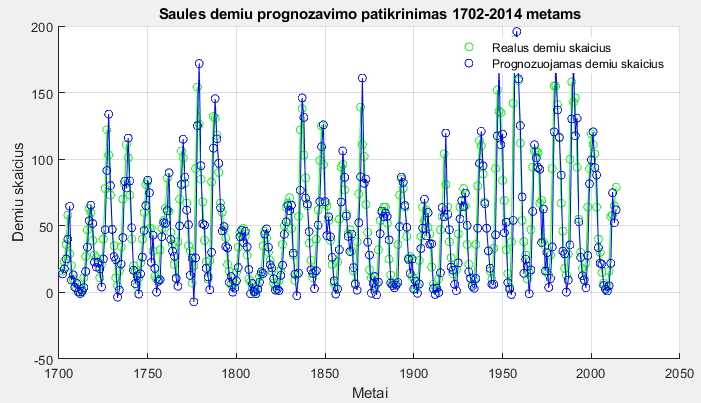 Saules demiu prognozavimo patikrinimas 1702-2014 metams
Realus demiu skaicius
Prognozuojamas demiu skaicius
Demiu skaicius
200
150
100
50
0
-50
1700
1750
1800
1850
1900
1950
2000
2050
Metai